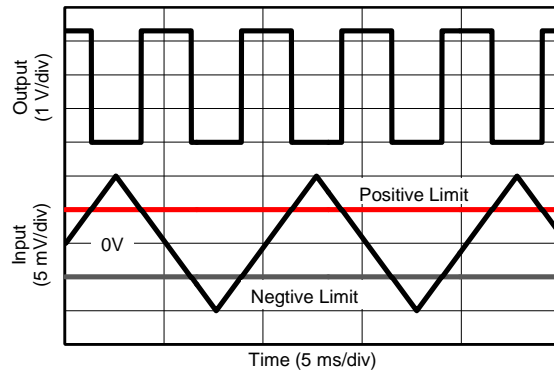 Output
(1 V/div)
Positive Limit
Input
(5 mV/div)
0V
Negtive Limit
Time (5 ms/div)